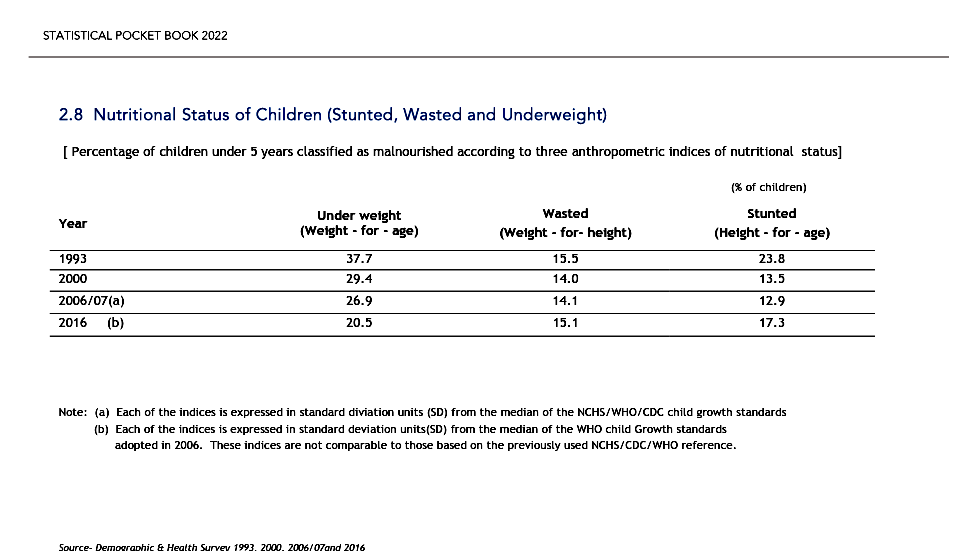 STATISTICAL POCKET BOOK 2022
2.8 Nutritional Status of Children (Stunted, Wasted and Underweight)
[ Percentage of children under 5 years classified as malnourished according to three anthropometric indices of nutritional status]
(% of children)
Year Under weight (Weight - for - age) Wasted (Weight - for- height) Stunted (Height - for - age)
1993 37.7 15.5 23.8
2000 29.4 14.0 13.5
2006/07(a) 26.9 14.1 12.9
2016 (b) 20.5 15.1 17.3
Note: (a) Each of the indices is expressed in standard diviation units (SD) from the median of the NCHS/WHO/CDC child growth standards
(b) Each of the indices is expressed in standard deviation units(SD) from the median of the WHO child Growth standards
adopted in 2006. These indices are not comparable to those based on the previously used NCHS/CDC/WHO reference.
Source- Demographic & Health Survey 1993, 2000, 2006/07and 2016